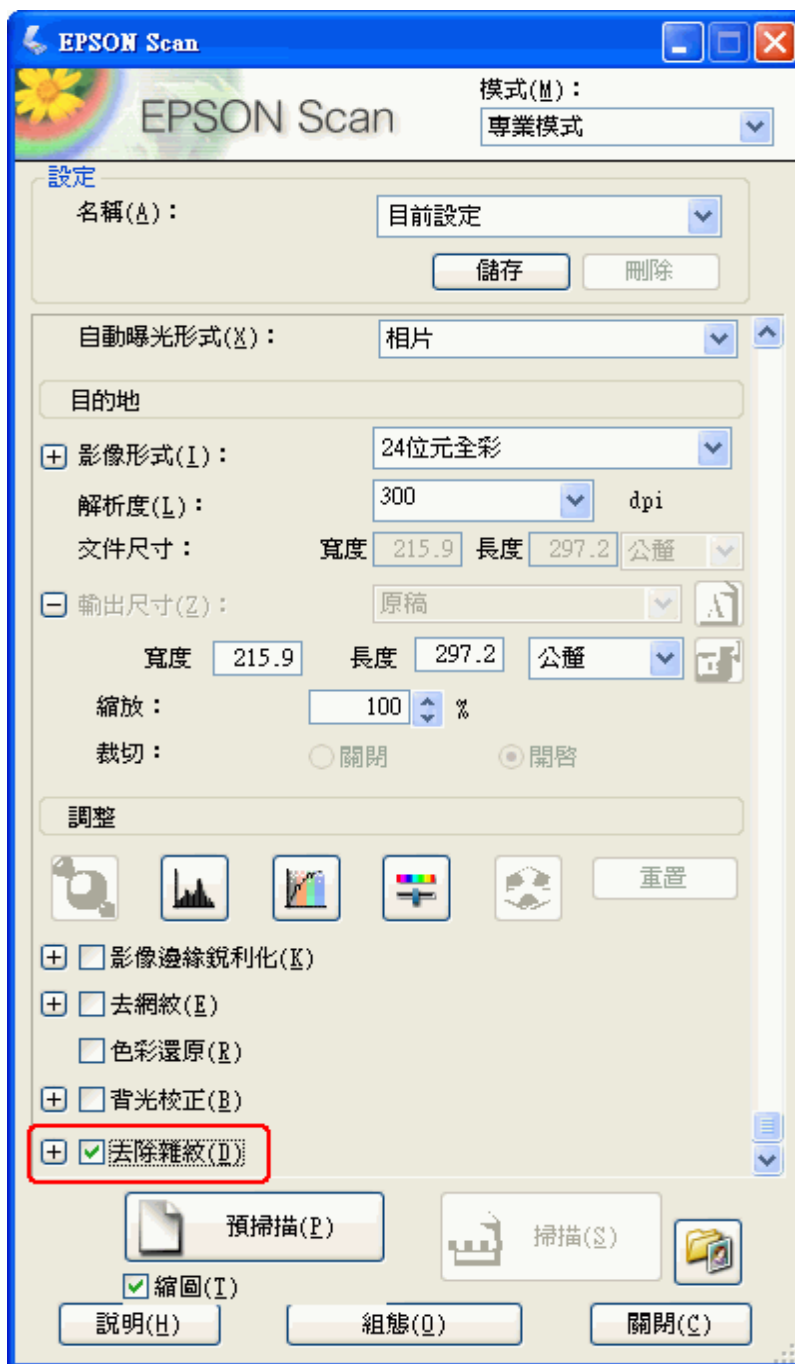 EPSON Scan
EPSON Scan
模式(M)：
專業模式
設定
名稱(A)：
目前設定
儲存
刪除
自動曝光形式(X)：
相片
目的地
影像形式(I)：
24位元全彩
解析度(L)：
300
dpi
文件尺寸：
寬度 215.9 長度 297.2 公釐
輸出尺寸(Z)：
原稿
寬度 215.9 長度 297.2 公釐
縮放：
100 %
裁切：
關閉
開啓
調整
重置
影像邊緣銳利化(K)
去網紋(E)
色彩還原(R)
背光校正(B)
去除雜紋(D)
預掃描(P)
掃描(S)
縮圖(T)
說明(H)
組態(O)
關閉(C)